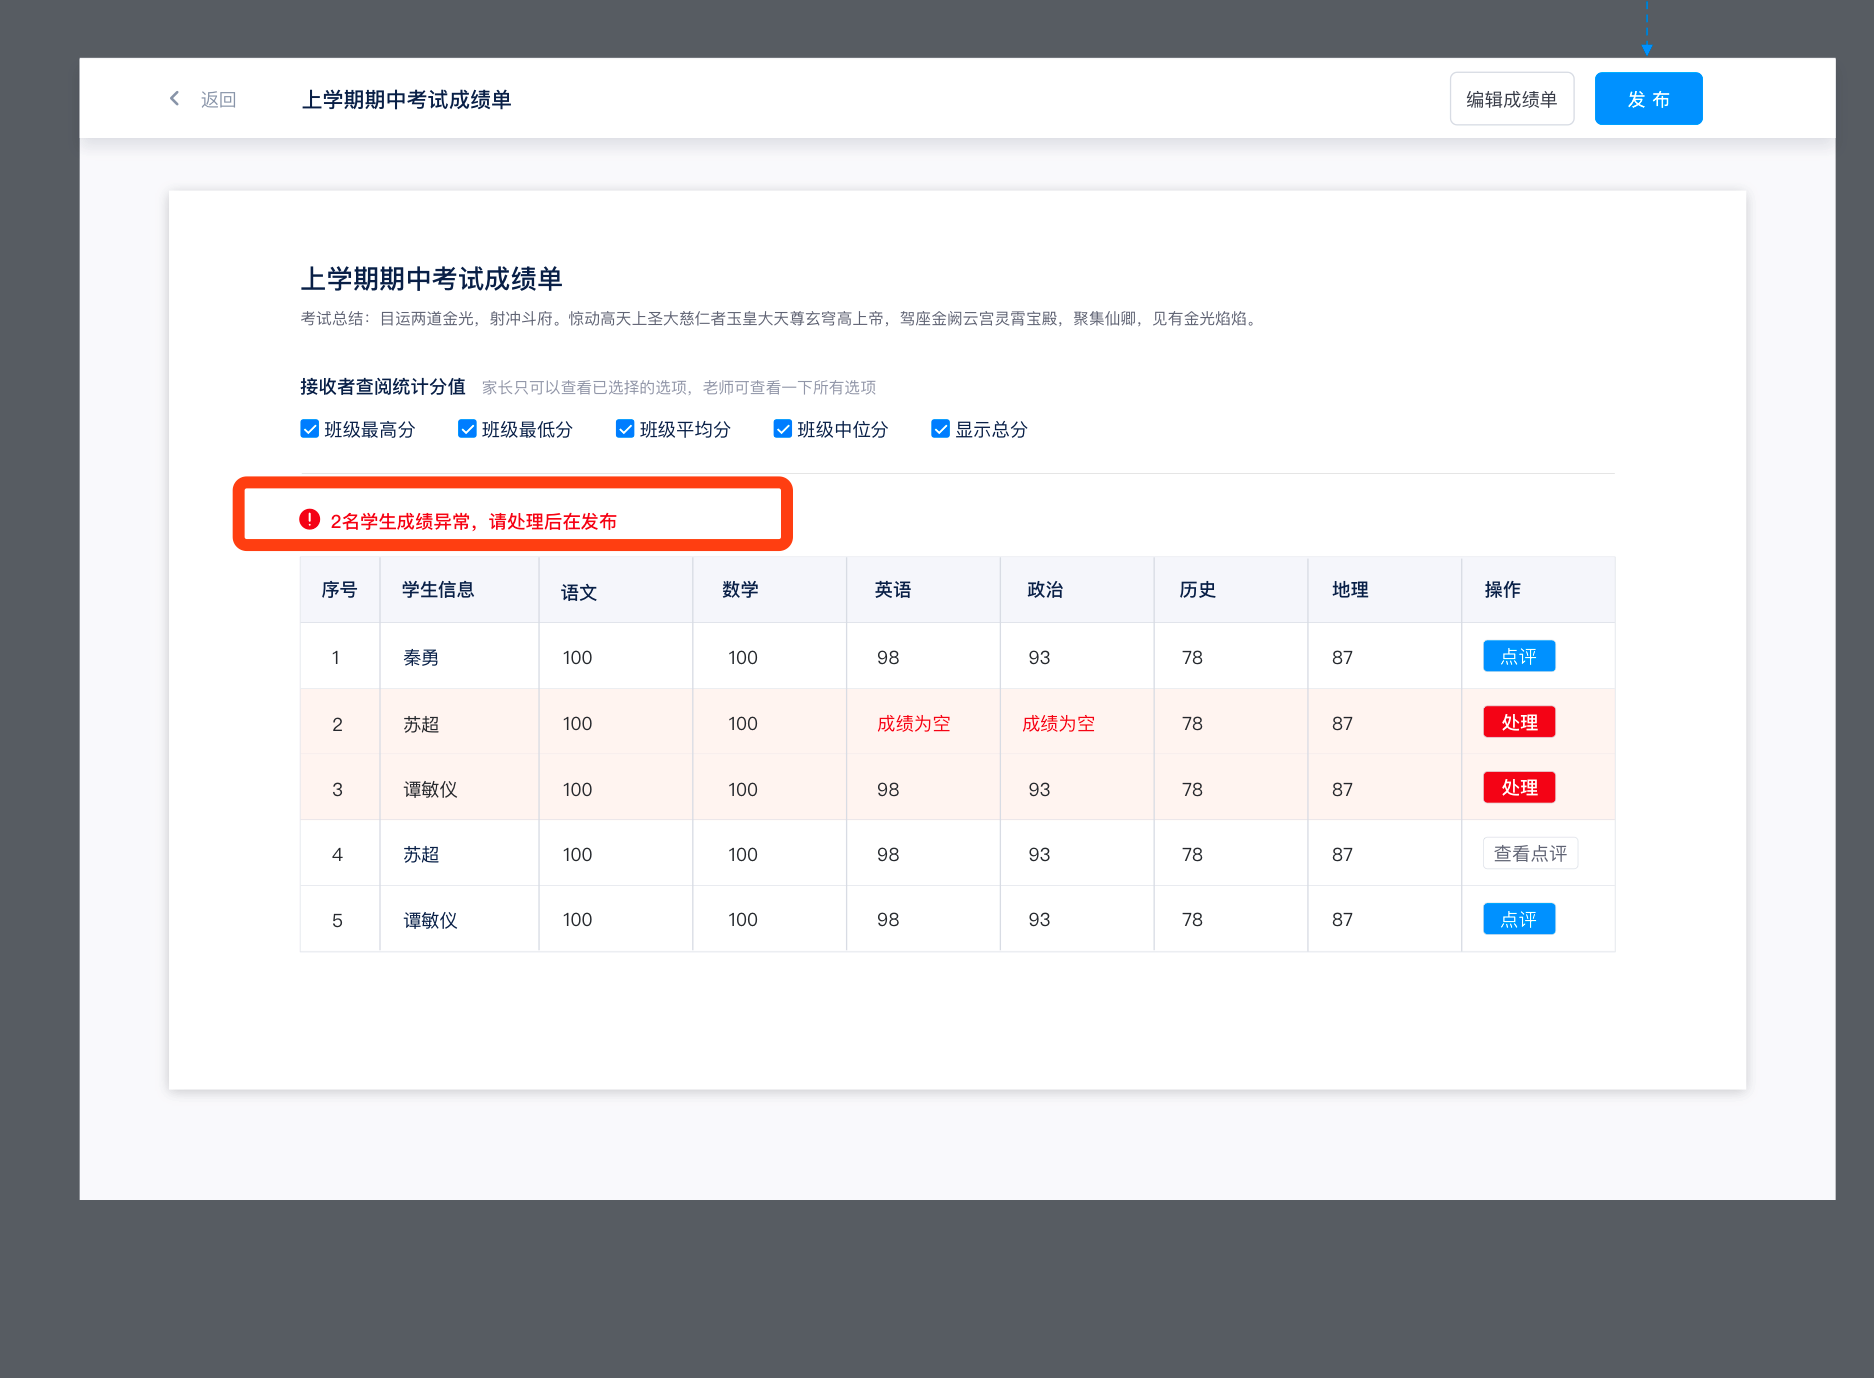 返回 上学期期中考试成绩单 编辑成绩单 发 布
上学期期中考试成绩单
考试总结：目运两道金光，射冲斗府。惊动高天上圣大慈仁者玉皇大天尊玄穹高上帝，驾座金阙云宫灵霄宝殿，聚集仙卿，见有金光焰焰。
接收者查阅统计分值 家长只可以查看已选择的选项，老师可查看一下所有选项
班级最高分 班级最低分 班级平均分 班级中位分 显示总分
2名学生成绩异常，请处理后在发布
序号 学生信息 语文 数学 英语 政治 历史 地理 操作
1 秦勇 100 100 98 93 78 87 点评
2 苏超 100 100 成绩为空 成绩为空 78 87 处理
3 谭敏仪 100 100 98 93 78 87 处理
4 苏超 100 100 98 93 78 87 查看点评
5 谭敏仪 100 100 98 93 78 87 点评